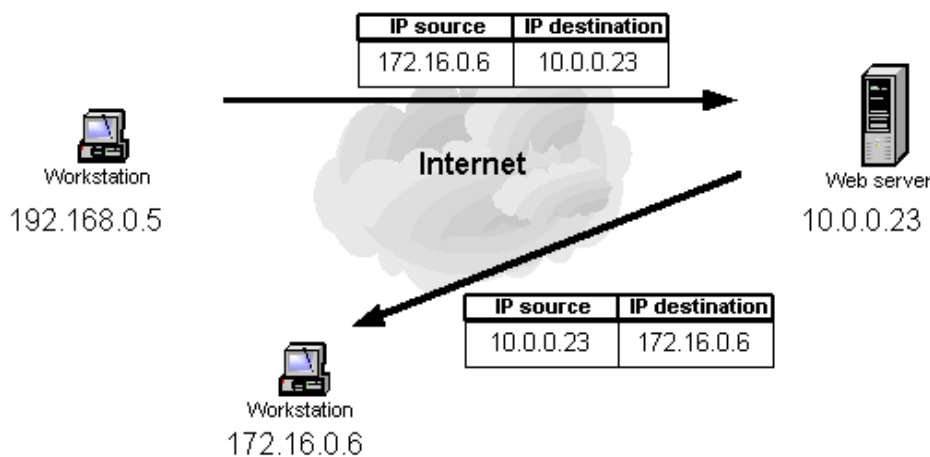 IP source IP destination
172.16.0.6 10.0.0.23
Internet
Workstation
192.168.0.5
Web server
10.0.0.23
IP source IP destination
10.0.0.23 172.16.0.6
Workstation
172.16.0.6